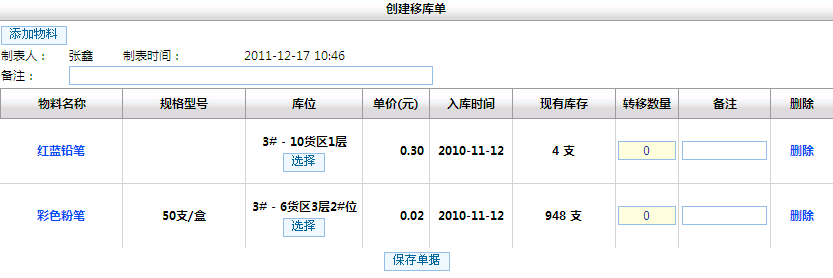 创建移库单
添加物料
制表人： 张鑫 制表时间： 2011-12-17 10:46
备注：
物料名称 规格型号 库位 单价(元) 入库时间 现有库存 转移数量 备注 删除
红蓝铅笔 3# - 10货区1层 选择 0.30 2010-11-12 4 支 0 删除
彩色粉笔 50支/盒 3# - 6货区3层2#位 选择 0.02 2010-11-12 948 支 0 删除
保存单据